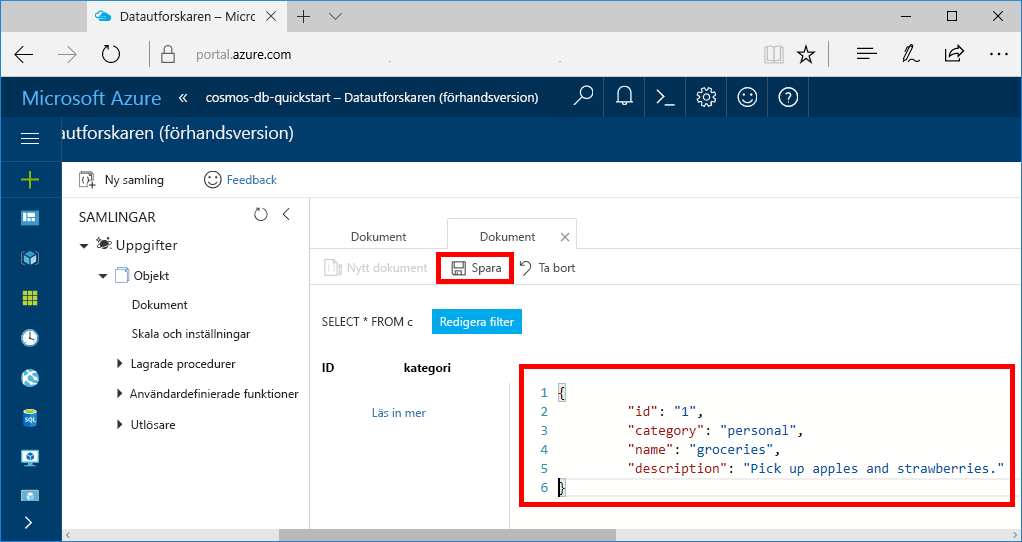 Datautforskaren – Micr
portal.azure.com
Microsoft Azure « cosmos-db-quickstart – Datautforskaren (förhandsversion)
autforskaren (förhandsversion)
Ny samling Feedback
SAMLINGAR
Uppgifter
Objekt
Dokument
Skala och inställningar
Lagrade procedurer
Användardefinierade funktioner
Utlösare
Dokument Dokument
Nytt dokument Spara Ta bort
SELECT * FROM c Redigera filter
ID kategori
Läs in mer
1 {
2 "id": "1",
3 "category": "personal",
4 "name": "groceries",
5 "description": "Pick up apples and strawberries."
6 }
SQL